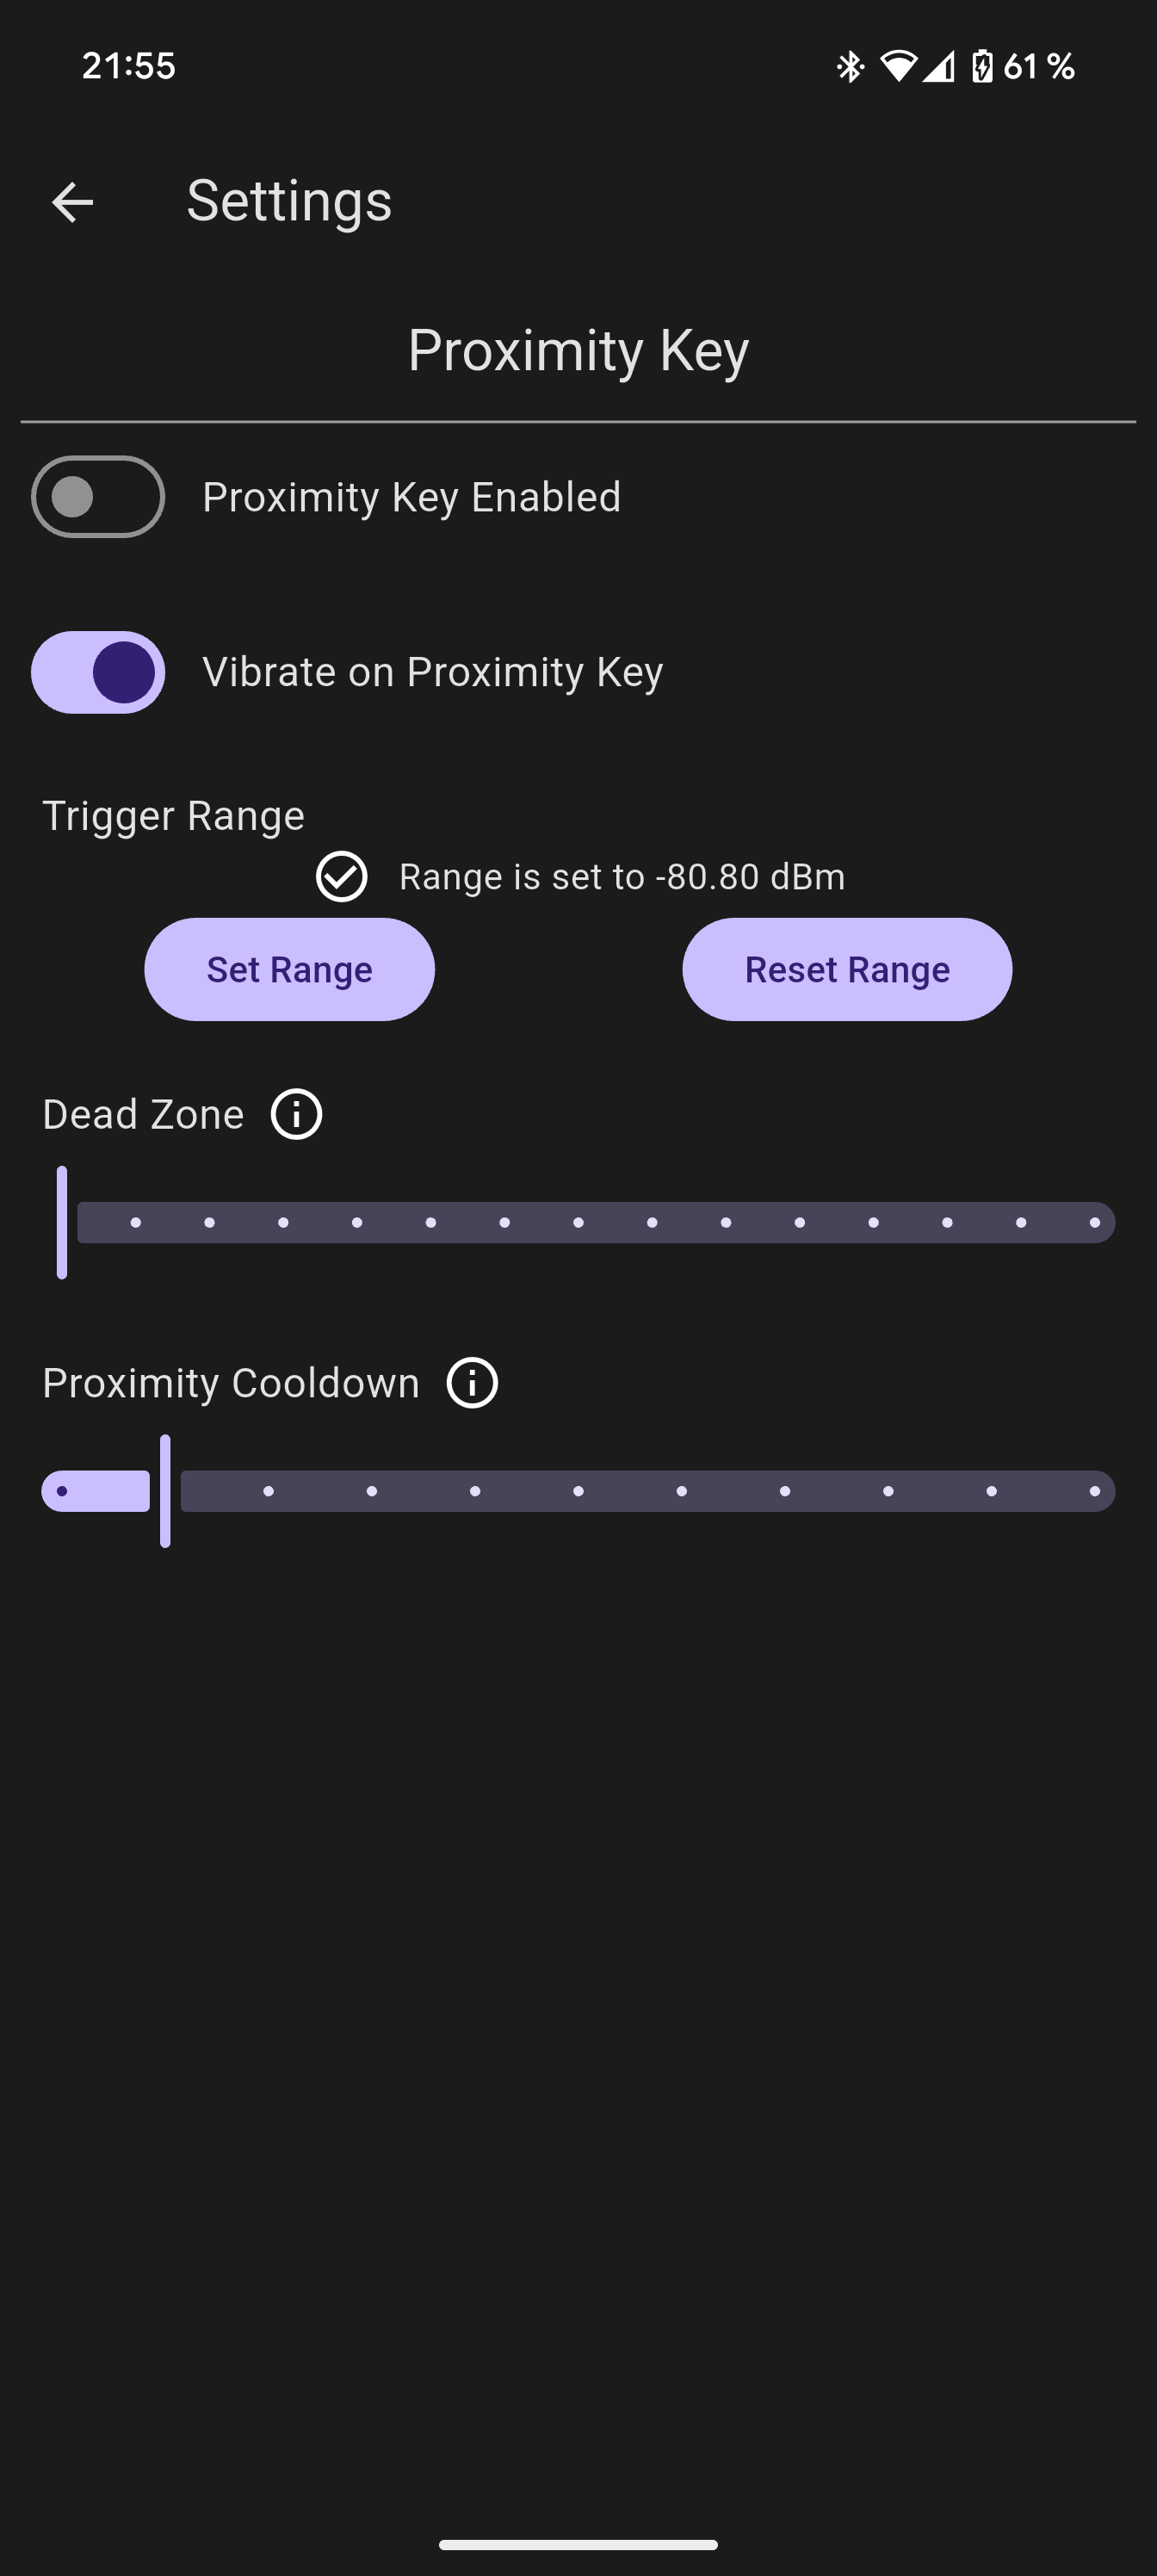 21:55 61 %
Settings
Proximity Key
Proximity Key Enabled
Vibrate on Proximity Key
Trigger Range
Range is set to -80.80 dBm
Set Range Reset Range
Dead Zone
Proximity Cooldown